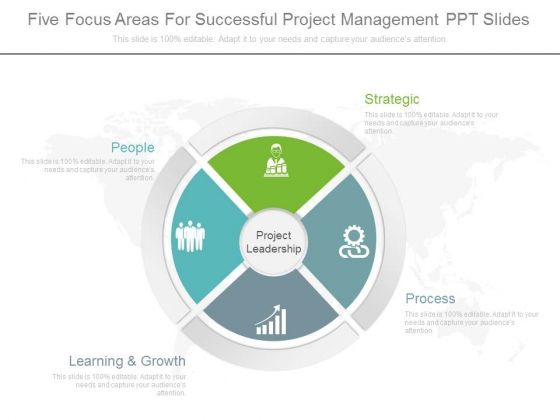 Five Focus Areas For Successful Project Management PPT Slides
This slide is 100% editable. Adapt it to your needs and capture your audience's attention.
Strategic
This slide is 100% editable. Adapt it to
your needs and capture your audience's
attention.
People
This slide is 100% editable. Adapt it to your
needs and capture your audience's
attention.
Project
Leadership
Process
This slide is 100% editable. Adapt it to your
needs and capture your audience's
attention.
Learning & Growth
This slide is 100% editable. Adapt it to your
needs and capture your audience's
attention.